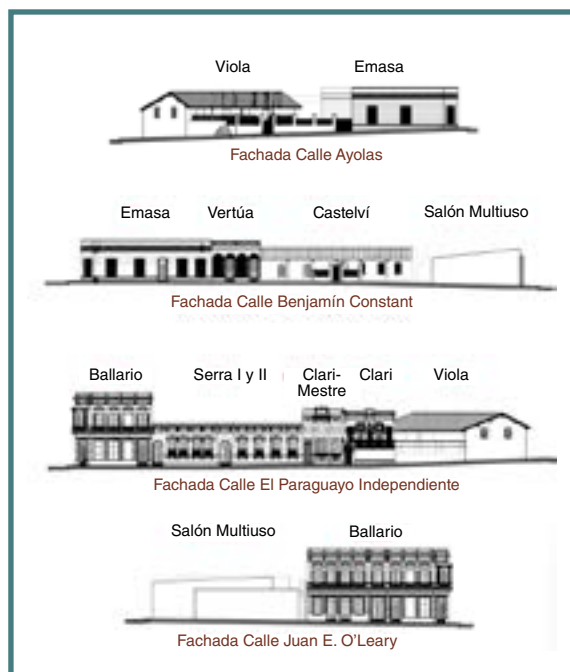 Viola Emasa
Fachada Calle Ayolas
Emasa Vertúa Castelví Salón Multiuso
Fachada Calle Benjamín Constant
Ballario Serra I y II Clari-
Mestre Clari Viola
Fachada Calle El Paraguayo Independiente
Salón Multiuso Ballario
Fachada Calle Juan E. O'Leary